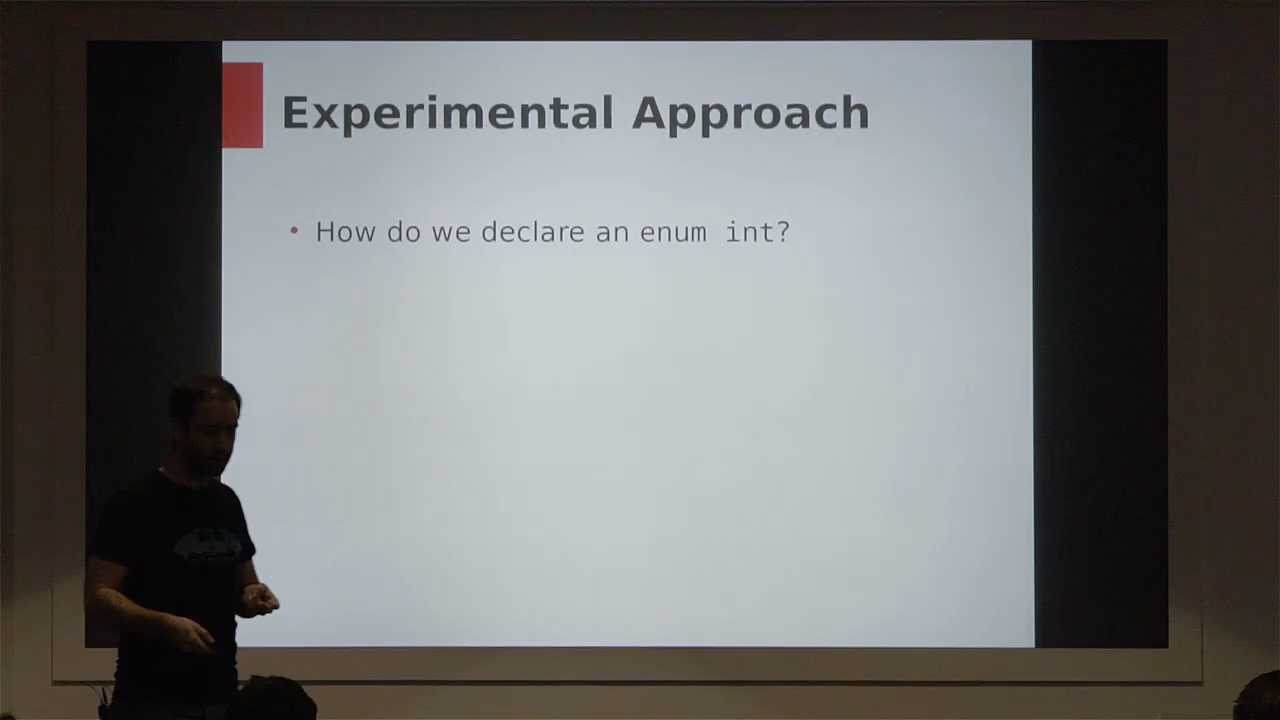 Experimental Approach
• How do we declare an enum int?